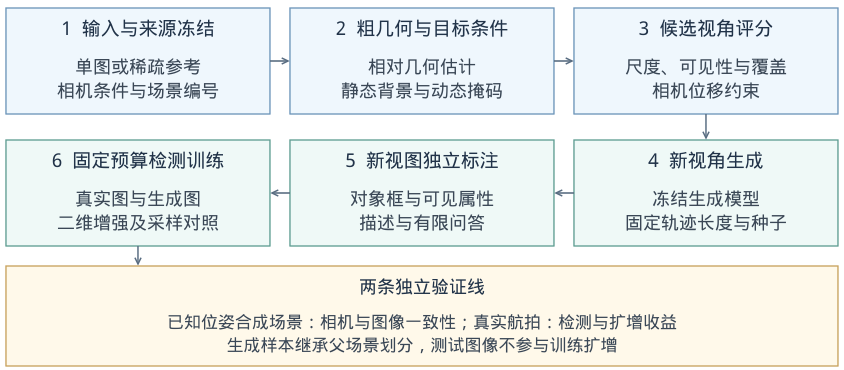 1 输入与来源冻结
单图或稀疏参考
相机条件与场景编号
2 粗几何与目标条件
相对几何估计
静态背景与动态掩码
3 候选视角评分
尺度、可见性与覆盖
相机位移约束
4 新视角生成
冻结生成模型
固定轨迹长度与种子
5 新视图独立标注
对象框与可见属性
描述与有限问答
6 固定预算检测训练
真实图与生成图
二维增强及采样对照
两条独立验证线
已知位姿合成场景：相机与图像一致性；真实航拍：检测与扩增收益
生成样本继承父场景划分，测试图像不参与训练扩增